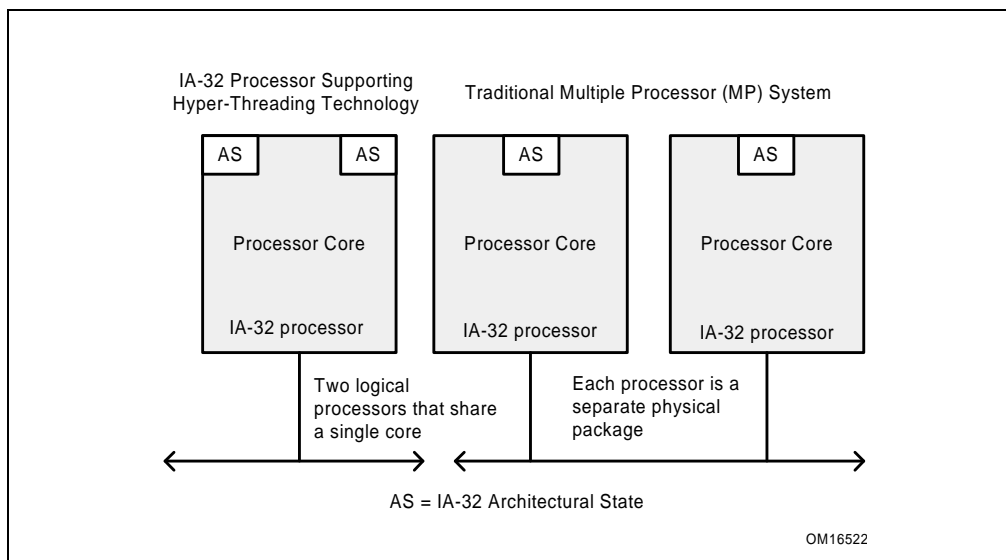 IA-32 Processor Supporting
Hyper-Threading Technology
Traditional Multiple Processor (MP) System
AS
AS
AS
AS
Processor Core
Processor Core
Processor Core
IA-32 processor
IA-32 processor
IA-32 processor
Two logical
processors that share
a single core
Each processor is a
separate physical
package
AS = IA-32 Architectural State
OM16522